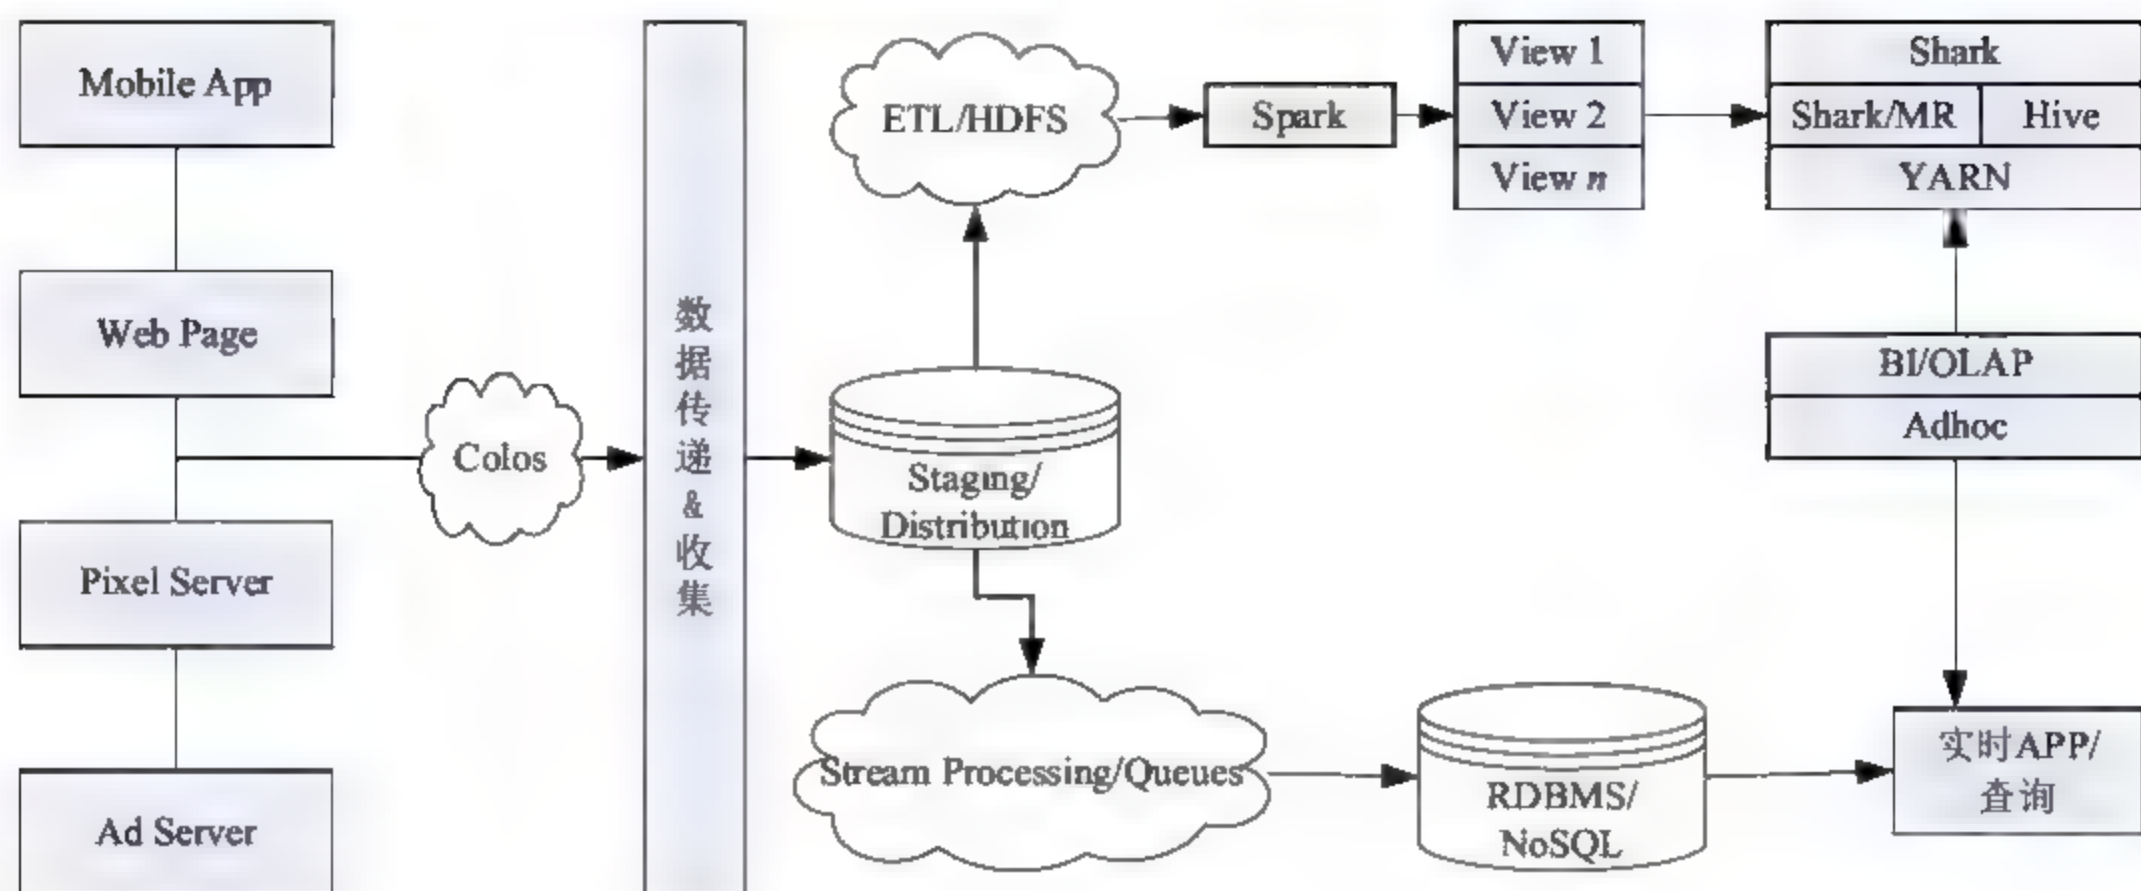 Mobile App
Web Page
Pixel Server
Ad Server
Colos
数
据
传
递
&
收
集
ETL/HDFS
Spark
View 1
View 2
View n
Shark
Shark/MR
Hive
YARN
BI/OLAP
Adhoc
Staging/
Distribution
Stream Processing/Queues
RDBMS/
NoSQL
实时APP/
查询